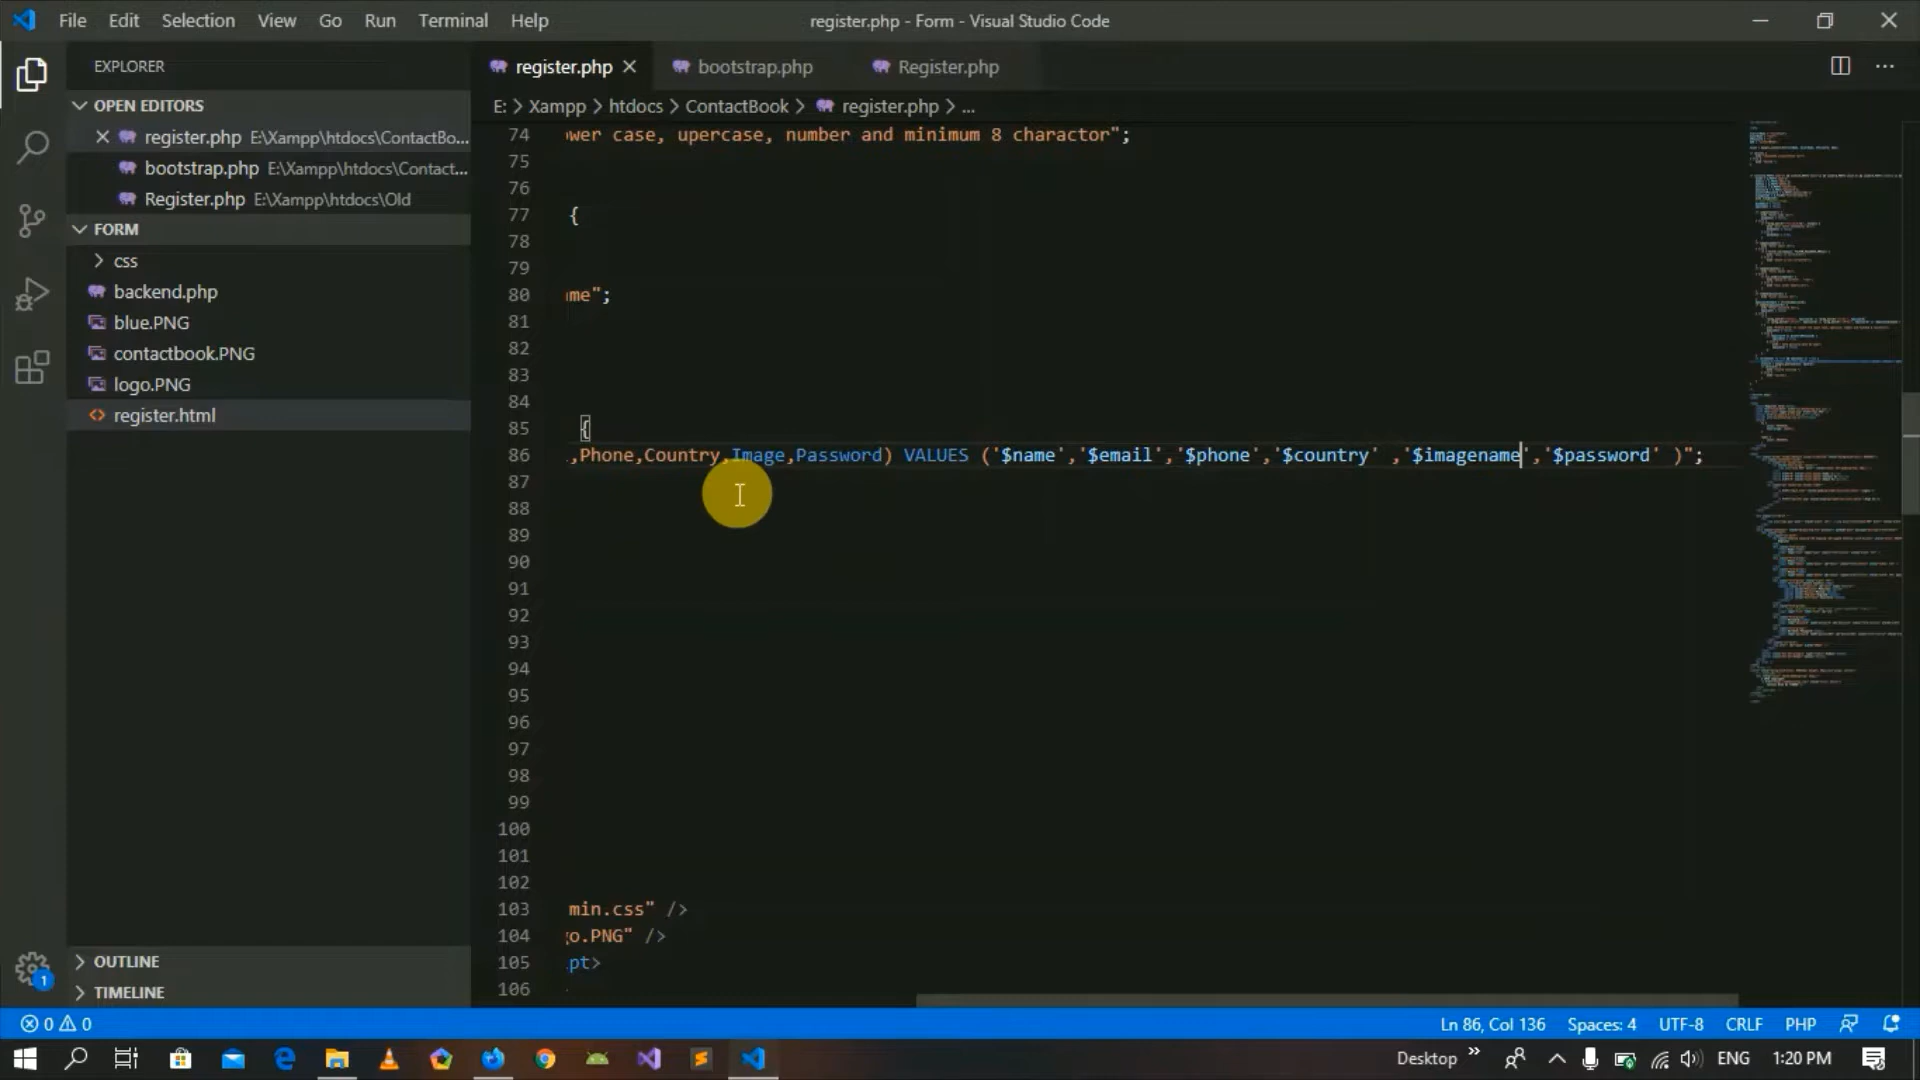 File Edit Selection View Go Run Terminal Help
register.php - Form - Visual Studio Code
EXPLORER
OPEN EDITORS
register.php E:\Xampp\htdocs\ContactBo...
bootstrap.php E:\Xampp\htdocs\Contact...
Register.php E:\Xampp\htdocs\Old
FORM
css
backend.php
blue.PNG
contactbook.PNG
logo.PNG
register.html
OUTLINE
TIMELINE
register.php bootstrap.php Register.php
E: > Xampp > htdocs > ContactBook > register.php > ...
74 wer case, upercase, number and minimum 8 charactor";
75
76
77 {
78
79
80 me";
81
82
83
84
85 {
86 ,Phone,Country,Image,Password) VALUES ('$name','$email','$phone','$country' ,'$imagename','$password' )";
87
88
89
90
91
92
93
94
95
96
97
98
99
100
101
102
103 min.css" />
104 go.PNG" />
105 pt>
106
0 0
Ln 86, Col 136 Spaces: 4 UTF-8 CRLF PHP
1
Desktop ENG 1:20 PM